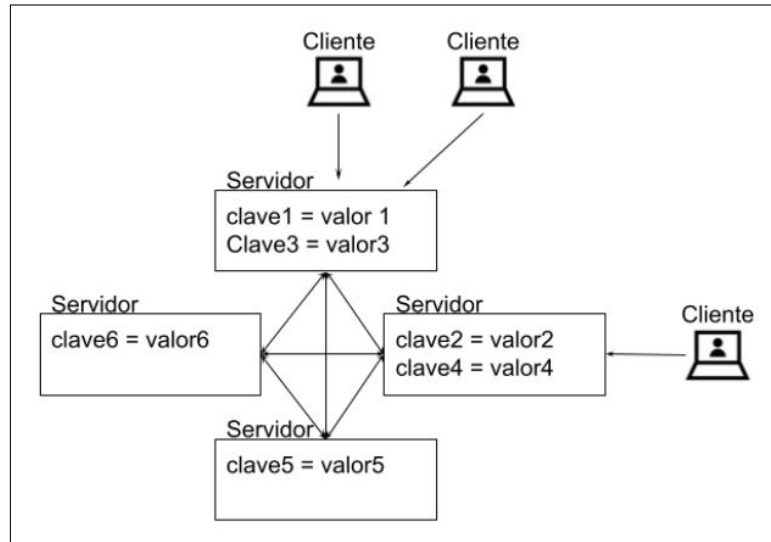 Cliente
Cliente
Servidor
clave1 = valor 1
Clave3 = valor3
Servidor
clave6 = valor6
Servidor
clave2 = valor2
clave4 = valor4
Cliente
Servidor
clave5 = valor5